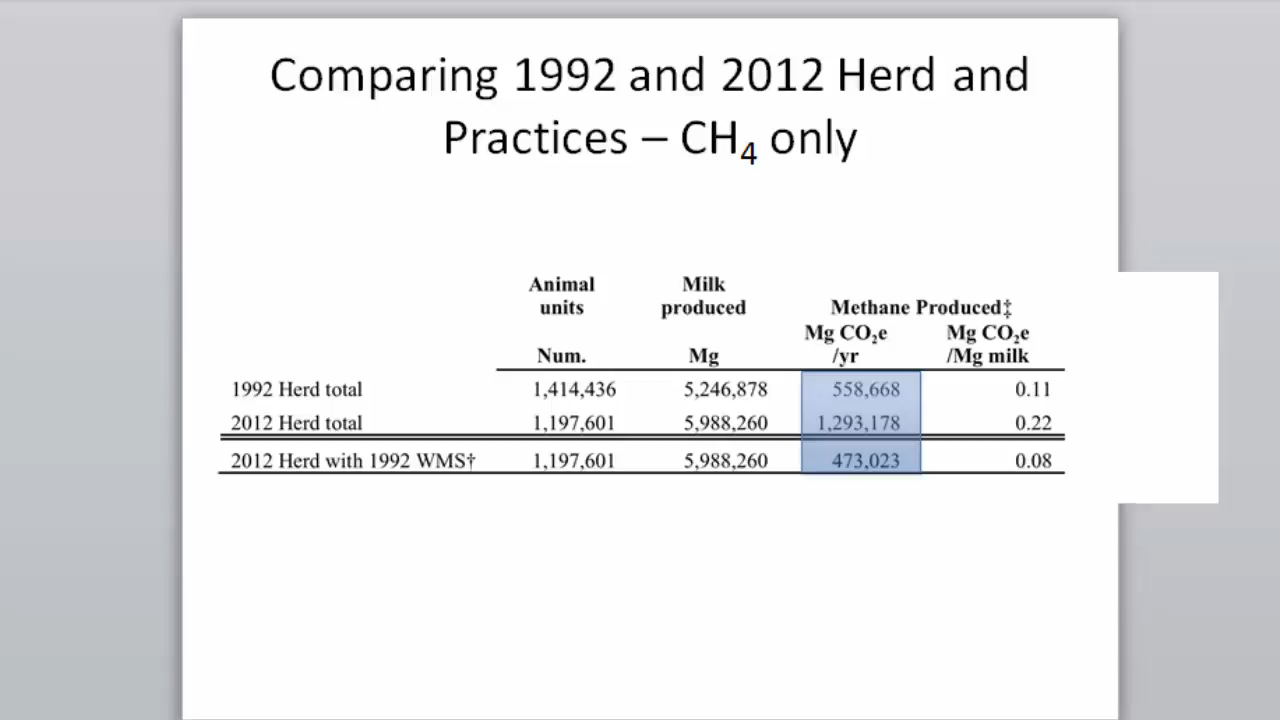 Comparing 1992 and 2012 Herd and
Practices – CH₄ only
Animal units Milk produced Methane Produced‡
Num. Mg Mg CO₂e /yr Mg CO₂e /Mg milk
1992 Herd total 1,414,436 5,246,878 558,668 0.11
2012 Herd total 1,197,601 5,988,260 1,293,178 0.22
2012 Herd with 1992 WMS† 1,197,601 5,988,260 473,023 0.08